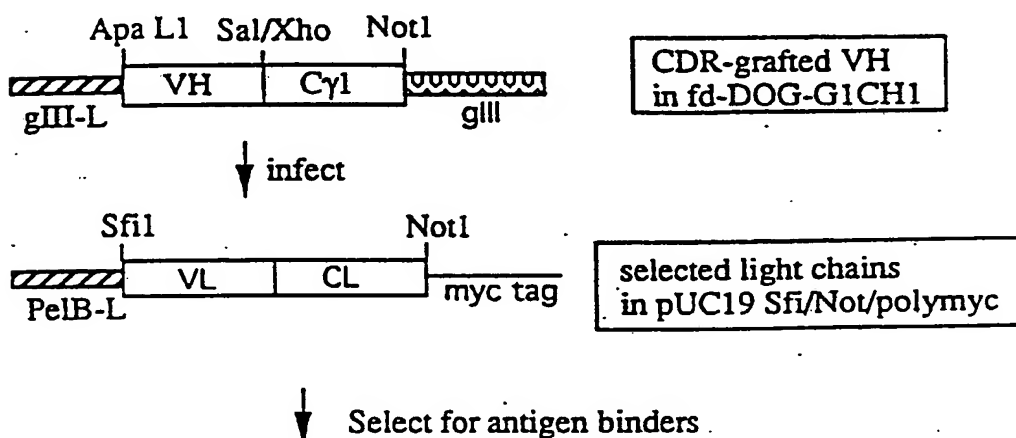 Apa L1 Sal/Xho Not1
VH Cγ1
gIII-L gIII
CDR-grafted VH
in fd-DOG-G1CH1
infect
Sfi1 Not1
VL CL
PelB-L myc tag
selected light chains
in pUC19 Sfi/Not/polymyc
Select for antigen binders